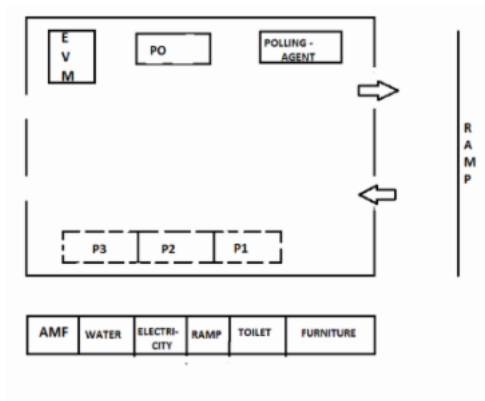 E
V
M
PO
POLLING -
AGENT
R
A
M
P
P3
P2
P1
AMF
WATER
ELECTRI-
CITY
RAMP
TOILET
FURNITURE